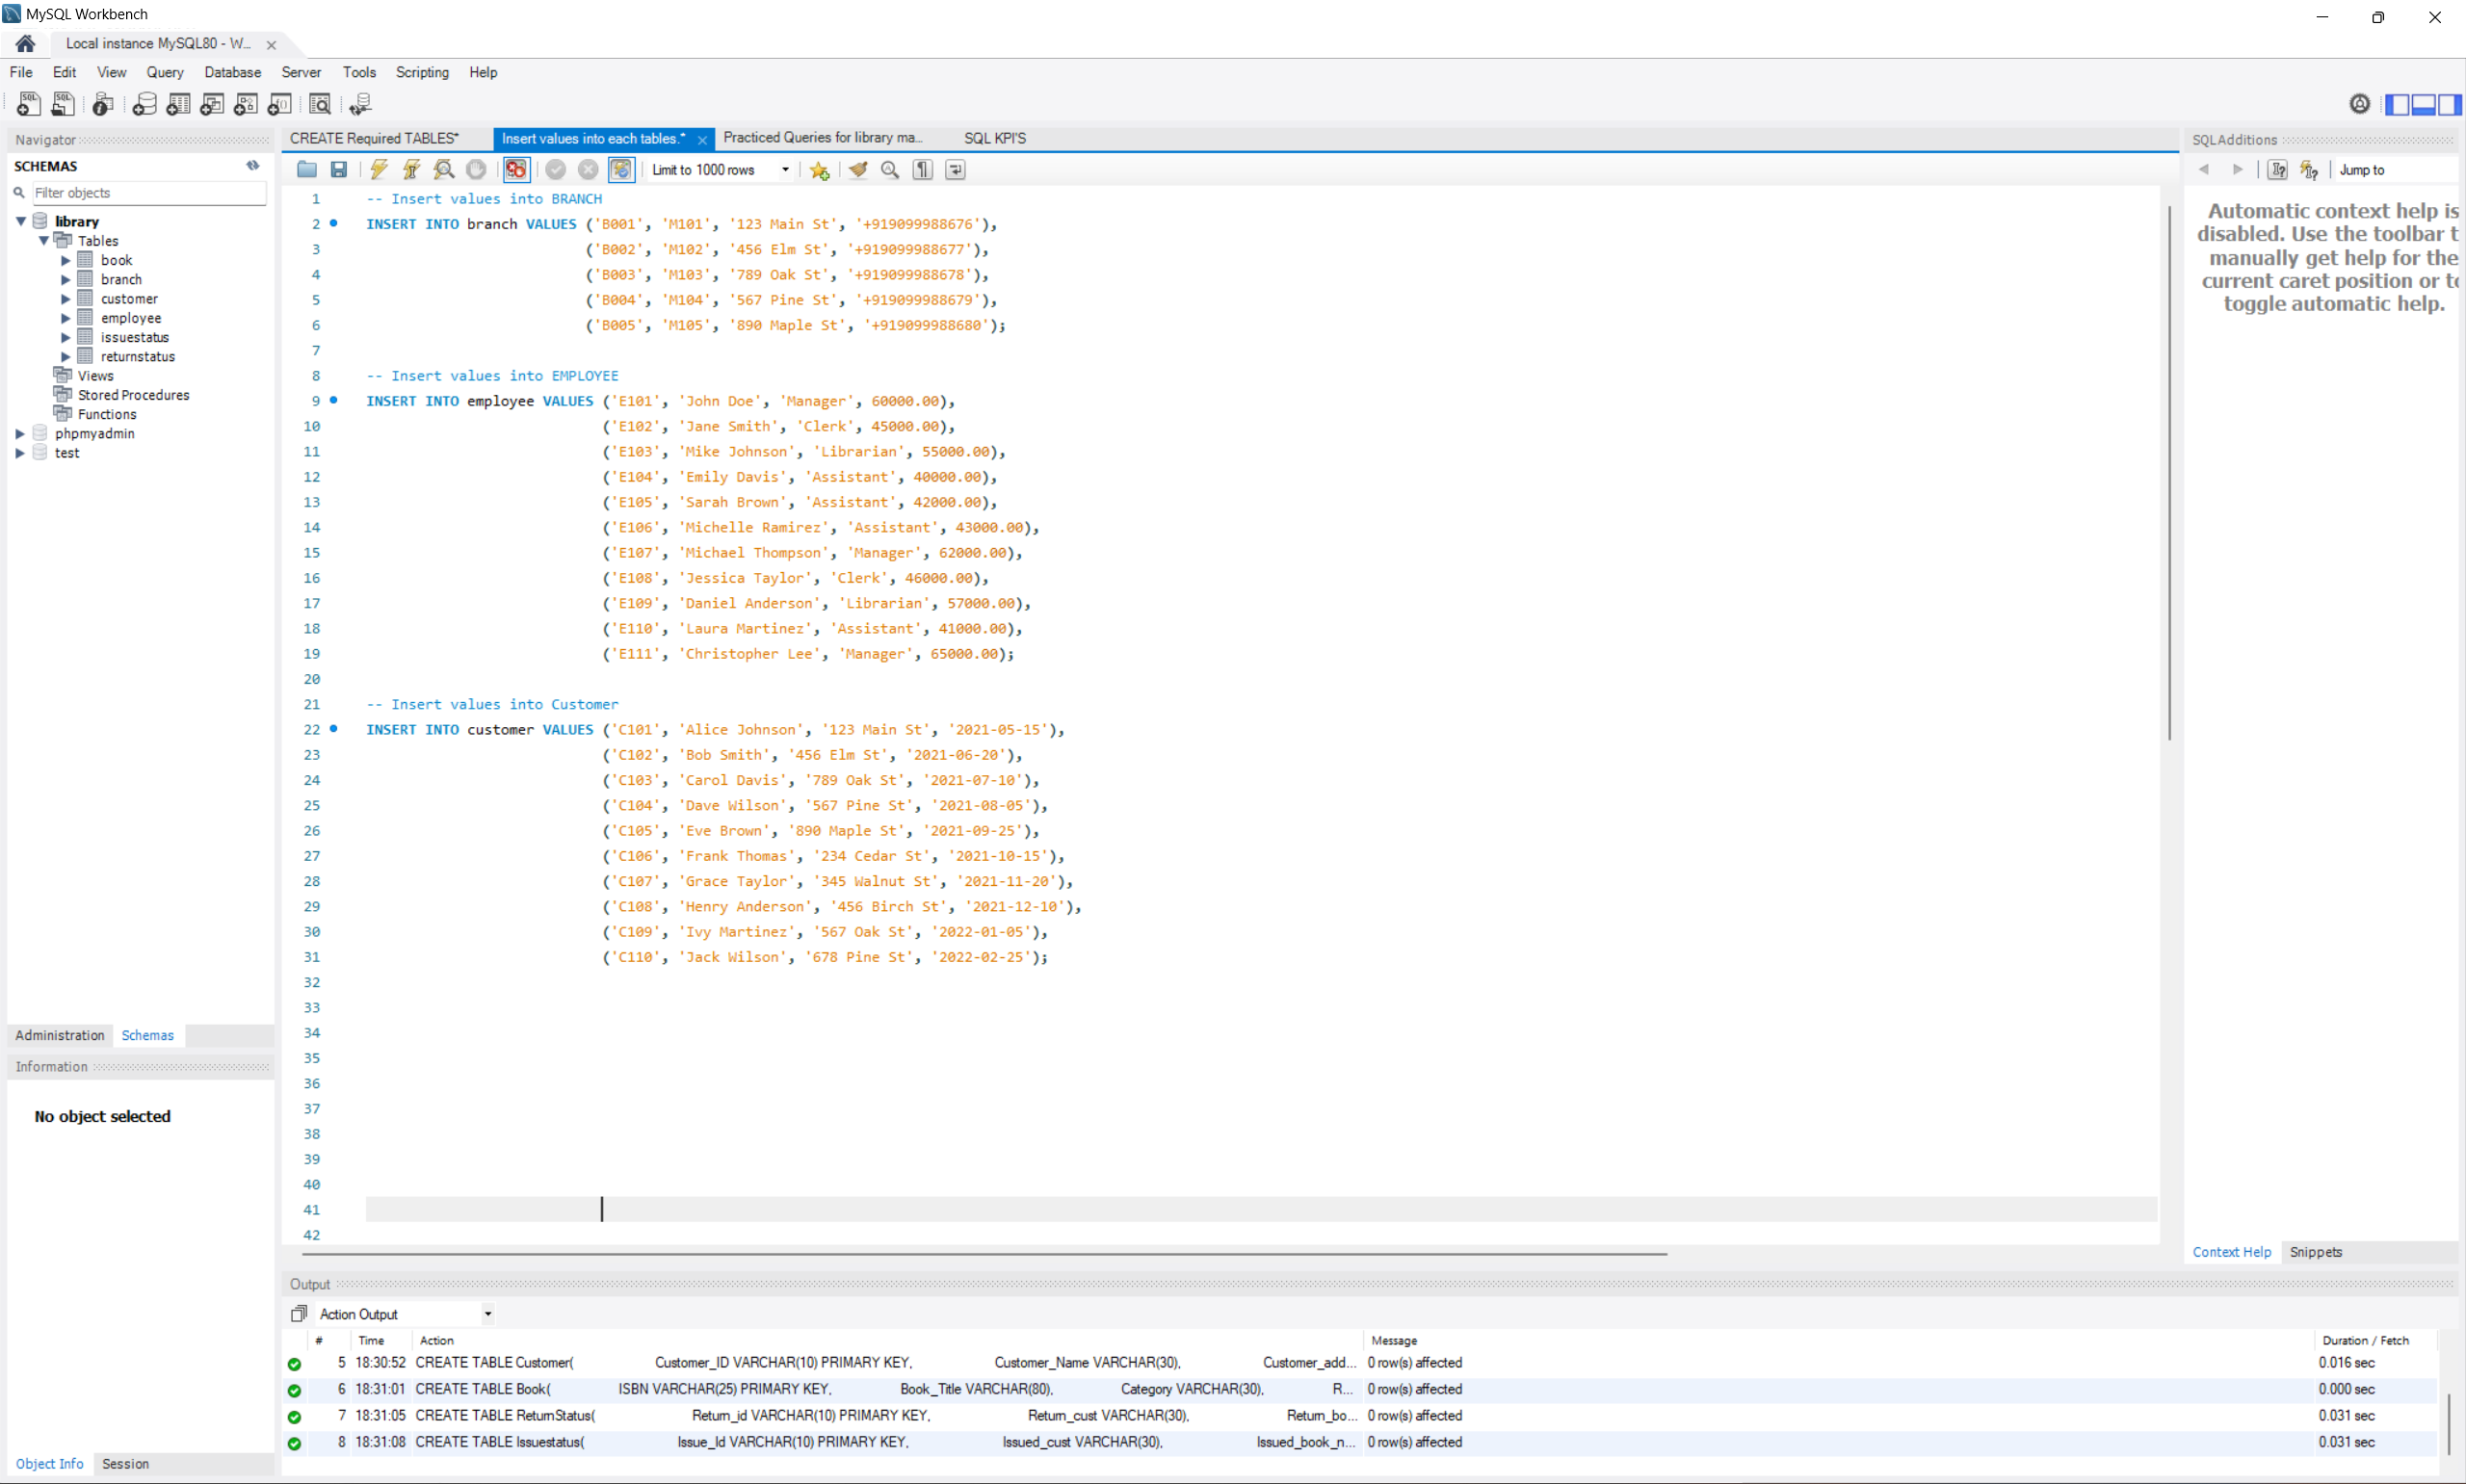 MySQL Workbench
Local instance MySQL80 - W...
File Edit View Query Database Server Tools Scripting Help
Navigator
SCHEMAS
Filter objects
library
Tables
book
branch
customer
employee
issuestatus
returnstatus
Views
Stored Procedures
Functions
phpmyadmin
test
Administration Schemas
Information
No object selected
Object Info Session
CREATE Required TABLES* Insert values into each tables.* Practiced Queries for library ma... SQL KPI'S
Limit to 1000 rows
1 -- Insert values into BRANCH
2 INSERT INTO branch VALUES ('B001', 'M101', '123 Main St', '+919099988676'),
3 ('B002', 'M102', '456 Elm St', '+919099988677'),
4 ('B003', 'M103', '789 Oak St', '+919099988678'),
5 ('B004', 'M104', '567 Pine St', '+919099988679'),
6 ('B005', 'M105', '890 Maple St', '+919099988680');
7
8 -- Insert values into EMPLOYEE
9 INSERT INTO employee VALUES ('E101', 'John Doe', 'Manager', 60000.00),
10 ('E102', 'Jane Smith', 'Clerk', 45000.00),
11 ('E103', 'Mike Johnson', 'Librarian', 55000.00),
12 ('E104', 'Emily Davis', 'Assistant', 40000.00),
13 ('E105', 'Sarah Brown', 'Assistant', 42000.00),
14 ('E106', 'Michelle Ramirez', 'Assistant', 43000.00),
15 ('E107', 'Michael Thompson', 'Manager', 62000.00),
16 ('E108', 'Jessica Taylor', 'Clerk', 46000.00),
17 ('E109', 'Daniel Anderson', 'Librarian', 57000.00),
18 ('E110', 'Laura Martinez', 'Assistant', 41000.00),
19 ('E111', 'Christopher Lee', 'Manager', 65000.00);
20
21 -- Insert values into Customer
22 INSERT INTO customer VALUES ('C101', 'Alice Johnson', '123 Main St', '2021-05-15'),
23 ('C102', 'Bob Smith', '456 Elm St', '2021-06-20'),
24 ('C103', 'Carol Davis', '789 Oak St', '2021-07-10'),
25 ('C104', 'Dave Wilson', '567 Pine St', '2021-08-05'),
26 ('C105', 'Eve Brown', '890 Maple St', '2021-09-25'),
27 ('C106', 'Frank Thomas', '234 Cedar St', '2021-10-15'),
28 ('C107', 'Grace Taylor', '345 Walnut St', '2021-11-20'),
29 ('C108', 'Henry Anderson', '456 Birch St', '2021-12-10'),
30 ('C109', 'Ivy Martinez', '567 Oak St', '2022-01-05'),
31 ('C110', 'Jack Wilson', '678 Pine St', '2022-02-25');
32
33
34
35
36
37
38
39
40
41
42
SQLAdditions
Jump to
Automatic context help is
disabled. Use the toolbar t
manually get help for the
current caret position or to
toggle automatic help.
Context Help Snippets
Output
Action Output
# Time Action Message Duration / Fetch
5 18:30:52 CREATE TABLE Customer( Customer_ID VARCHAR(10) PRIMARY KEY, Customer_Name VARCHAR(30), Customer_add... 0 row(s) affected 0.016 sec
6 18:31:01 CREATE TABLE Book( ISBN VARCHAR(25) PRIMARY KEY, Book_Title VARCHAR(80), Category VARCHAR(30), R... 0 row(s) affected 0.000 sec
7 18:31:05 CREATE TABLE ReturnStatus( Return_id VARCHAR(10) PRIMARY KEY, Return_cust VARCHAR(30), Return_bo... 0 row(s) affected 0.031 sec
8 18:31:08 CREATE TABLE Issuestatus( Issue_Id VARCHAR(10) PRIMARY KEY, Issued_cust VARCHAR(30), Issued_book_n... 0 row(s) affected 0.031 sec